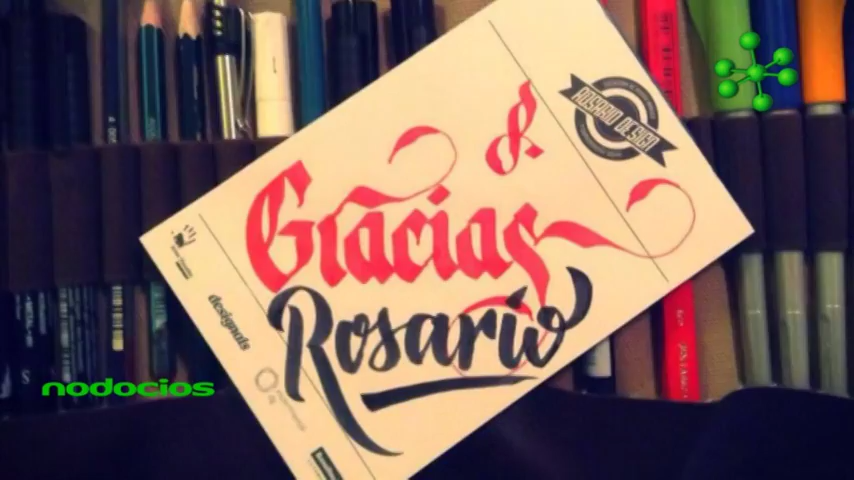 ROSARIO DESIGN
Gracias
Rosario
designals
nodocios